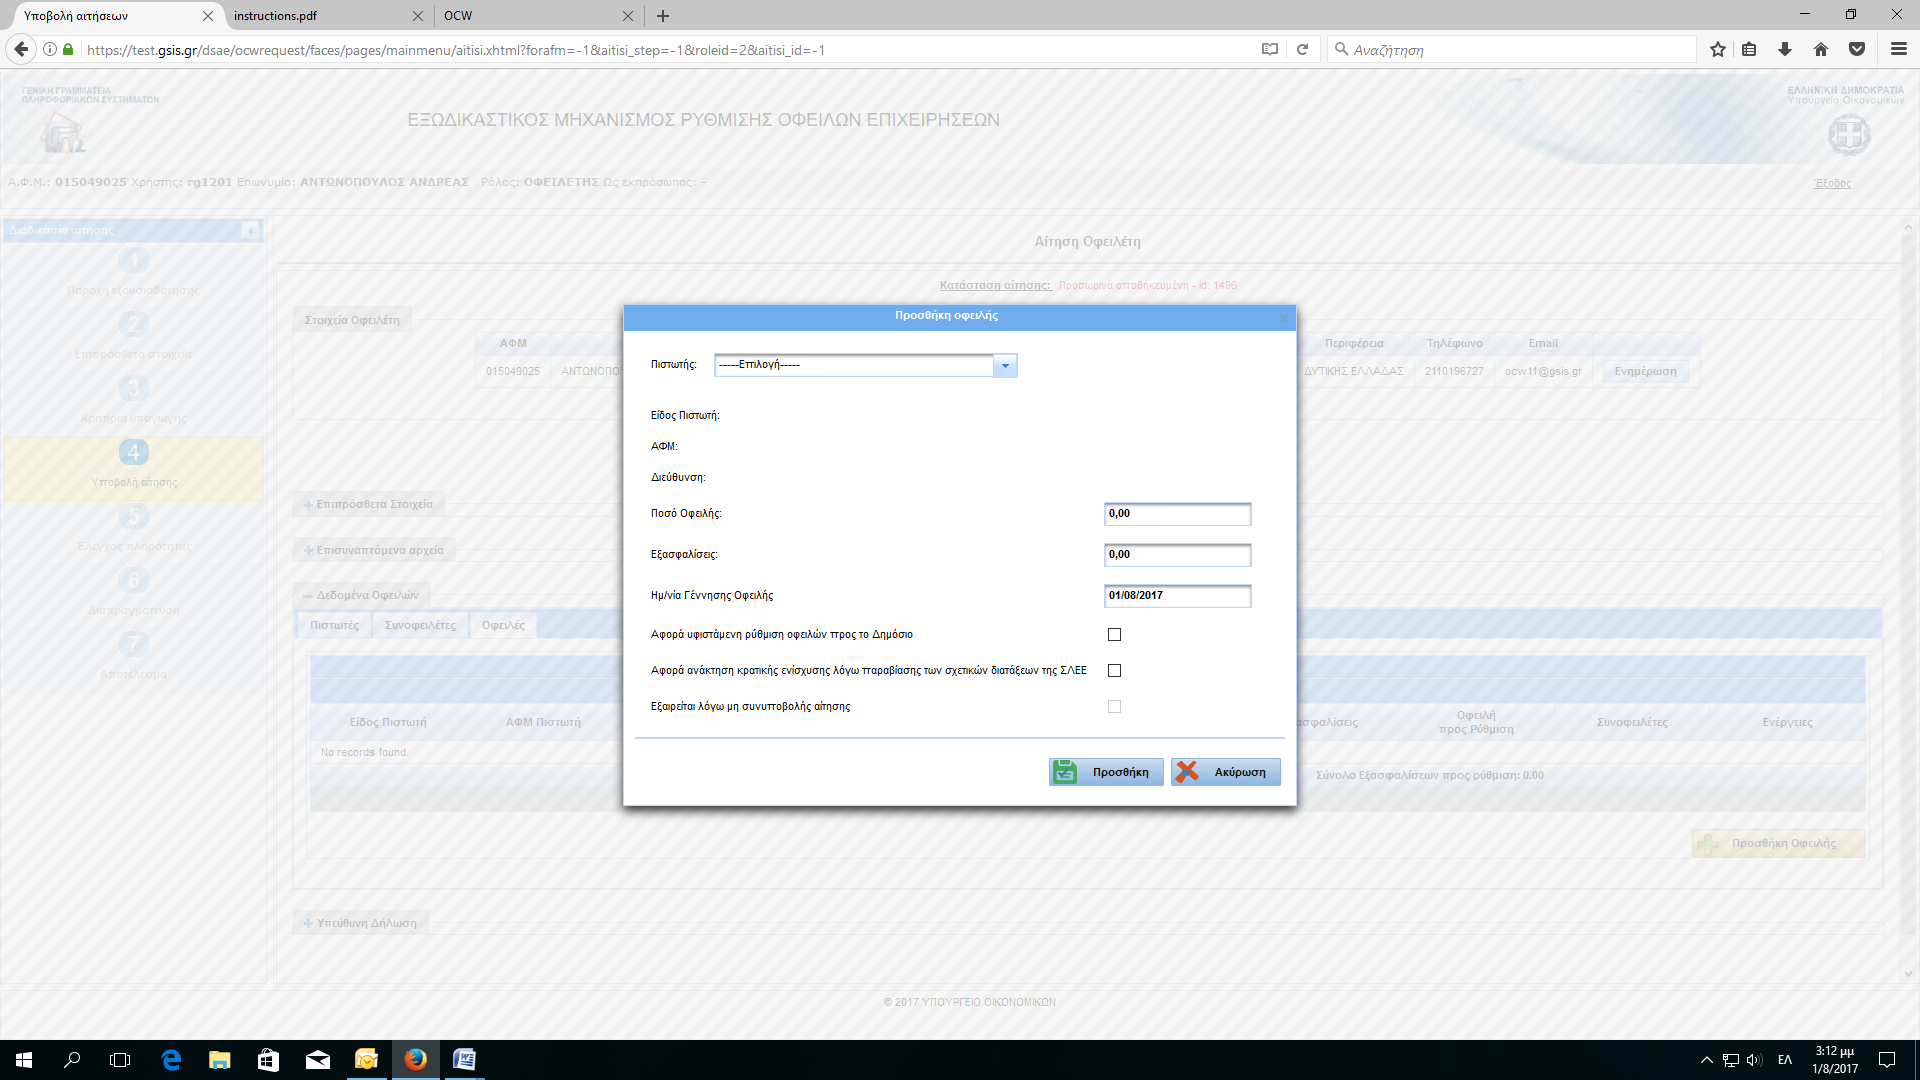 Υποβολή αιτήσεων
instructions.pdf
OCW
https://test.gsis.gr/dsae/ocwrequest/faces/pages/mainmenu/aitisi.xhtml?forafm=-1&aitisi_step=-1&roleid=2&aitisi_id=-1
Αναζήτηση
ΓΕΝΙΚΗ ΓΡΑΜΜΑΤΕΙΑ
ΠΛΗΡΟΦΟΡΙΑΚΩΝ ΣΥΣΤΗΜΑΤΩΝ
ΕΞΩΔΙΚΑΣΤΙΚΟΣ ΜΗΧΑΝΙΣΜΟΣ ΡΥΘΜΙΣΗΣ ΟΦΕΙΛΩΝ ΕΠΙΧΕΙΡΗΣΕΩΝ
ΕΛΛΗΝΙΚΗ ΔΗΜΟΚΡΑΤΙΑ
Υπουργείο Οικονομικών
Α.Φ.Μ.: 015049025 Χρήστης: rg1201 Επωνυμία: ΑΝΤΩΝΟΠΟΥΛΟΣ ΑΝΔΡΕΑΣ Ρόλος: ΟΦΕΙΛΕΤΗΣ Ως εκπρόσωπος: -
Έξοδος
Διαδικασία αίτησης
1
Παροχή εξουσιοδότησης
2
Επιπρόσθετα στοιχεία
3
Κριτήρια υπαγωγής
4
Υποβολή αίτησης
5
Έλεγχος πληρότητας
6
Διαπραγμάτευση
7
Αποτέλεσμα
Αίτηση Οφειλέτη
Κατάσταση αίτησης: Προσωρινά αποθηκευμένη - id: 1496
Στοιχεία Οφειλέτη
ΑΦΜ Περιφέρεια Τηλέφωνο Email
015049025 ΑΝΤΩΝΟΠΟ ΔΥΤΙΚΗΣ ΕΛΛΑΔΑΣ 2110196727 ocw11@gsis.gr Ενημέρωση
Επιπρόσθετα Στοιχεία
Επισυναπτόμενα αρχεία
Δεδομένα Οφειλών
Πιστωτές Συνοφειλέτες Οφειλές
Είδος Πιστωτή ΑΦΜ Πιστωτή ασφαλίσεις Οφειλή προς Ρύθμιση Συνοφειλέτες Ενέργειες
No records found.
Σύνολο Εξασφαλίσεων προς ρύθμιση: 0.00
Προσθήκη Οφειλής
Υπεύθυνη Δήλωση
Προσθήκη οφειλής
Πιστωτής: -----Επιλογή-----
Είδος Πιστωτή:
ΑΦΜ:
Διεύθυνση:
Ποσό Οφειλής: 0,00
Εξασφαλίσεις: 0,00
Ημ/νία Γέννησης Οφειλής 01/08/2017
Αφορά υφιστάμενη ρύθμιση οφειλών προς το Δημόσιο
Αφορά ανάκτηση κρατικής ενίσχυσης λόγω παραβίασης των σχετικών διατάξεων της ΣΛΕΕ
Εξαιρείται λόγω μη συνυποβολής αίτησης
Προσθήκη Ακύρωση
© 2017 ΥΠΟΥΡΓΕΙΟ ΟΙΚΟΝΟΜΙΚΩΝ
ΕΛ
3:12 μμ
1/8/2017